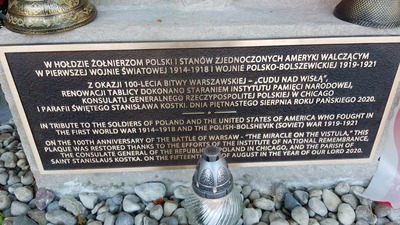 W HOŁDZIE ŻOŁNIERZOM POLSKI I STANÓW ZJEDNOCZONYCH AMERYKI WALCZĄCYM
W PIERWSZEJ WOJNIE ŚWIATOWEJ 1914-1918 I WOJNIE POLSKO-BOLSZEWICKIEJ 1919-1921
Z OKAZJI 100-LECIA BITWY WARSZAWSKIEJ – „CUDU NAD WISŁĄ",
RENOWACJI TABLICY DOKONANO STARANIEM INSTYTUTU PAMIĘCI NARODOWEJ,
KONSULATU GENERALNEGO RZECZYPOSPOLITEJ POLSKIEJ W CHICAGO
I PARAFII ŚWIĘTEGO STANISŁAWA KOSTKI. DNIA PIĘTNASTEGO SIERPNIA ROKU PAŃSKIEGO 2020.
IN TRIBUTE TO THE SOLDIERS OF POLAND AND THE UNITED STATES OF AMERICA WHO FOUGHT IN
THE FIRST WORLD WAR 1914-1918 AND THE POLISH-BOLSHEVIK (SOVIET) WAR 1919-1921
ON THE 100TH ANNIVERSARY OF THE BATTLE OF WARSAW - "THE MIRACLE ON THE VISTULA," THIS
PLAQUE WAS RESTORED THANKS TO THE EFFORTS OF THE INSTITUTE OF NATIONAL REMEMBRANCE,
THE CONSULATE GENERAL OF THE REPUBLIC OF POLAND IN CHICAGO, AND THE PARISH OF
SAINT STANISLAUS KOSTKA. ON THE FIFTEENTH OF AUGUST IN THE YEAR OF OUR LORD 2020.